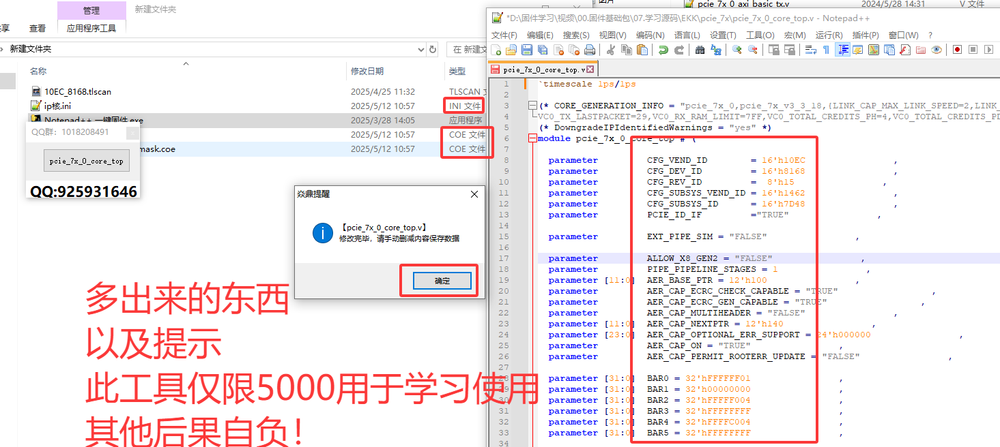 管理
新建文件夹
享
查看
应用程序工具
新建文件夹
在 新建文
名称
修改日期
类型
10EC_8168.tlscan
2025/4/25 11:32
TLSCAN 文
ip核.ini
2025/5/12 10:57
INI 文件
Notepad++ 一键固件.exe
2025/3/28 14:05
应用程序
2025/5/12 10:57
COE 文件
mask.coe
2025/5/12 10:57
COE 文件
QQ群：1018208491
pcie_7x_0_core_top
QQ:925931646
焱鼎提醒
【pcie_7x_0_core_top.v】
修改完毕，请手动删减内容保存数据
确定
多出来的东西
以及提示
此工具仅限5000用于学习使用
其他后果自负！
图片
pcie_7x_0_axi_basic_tx.v
2024/5/28 14:31
V 文件
*D:\固件学习\视频\00.固件基础包\07.学习源码\EKK\pcie_7x\pcie_7x_0_core_top.v - Notepad++
文件(F) 编辑(E) 搜索(S) 视图(V) 编码(N) 语言(L) 设置(T) 工具(O) 宏(M) 运行(R) 插件(P) 窗口(W) ?
pcie_7x_0_core_top.v
1 `timescale 1ps/1ps
2
3 (* CORE_GENERATION_INFO = "pcie_7x_0,pcie_7x_v3_3_18,{LINK_CAP_MAX_LINK_SPEED=2,LINK_
4 VC0_TX_LASTPACKET=29,VC0_RX_RAM_LIMIT=7FF,VC0_TOTAL_CREDITS_PH=4,VC0_TOTAL_CREDITS_PD
5 (* DowngradeIPIdentifiedWarnings = "yes" *)
6 module pcie_7x_0_core_top # (
7
8 parameter CFG_VEND_ID = 16'h10EC ,
9 parameter CFG_DEV_ID = 16'h8168 ,
10 parameter CFG_REV_ID = 8'h15 ,
11 parameter CFG_SUBSYS_VEND_ID = 16'h1462 ,
12 parameter CFG_SUBSYS_ID = 16'h7D48 ,
13 parameter PCIE_ID_IF ="TRUE" ,
14
15 parameter EXT_PIPE_SIM = "FALSE" ,
16
17 parameter ALLOW_X8_GEN2 = "FALSE" ,
18 parameter PIPE_PIPELINE_STAGES = 1 ,
19 parameter [11:0] AER_BASE_PTR = 12'h100 ,
20 parameter AER_CAP_ECRC_CHECK_CAPABLE = "TRUE" ,
21 parameter AER_CAP_ECRC_GEN_CAPABLE = "TRUE" ,
22 parameter AER_CAP_MULTIHEADER = "FALSE" ,
23 parameter [11:0] AER_CAP_NEXTPTR = 12'h140 ,
24 parameter [23:0] AER_CAP_OPTIONAL_ERR_SUPPORT = 24'h000000 ,
25 parameter AER_CAP_ON = "TRUE" ,
26 parameter AER_CAP_PERMIT_ROOTERR_UPDATE = "FALSE" ,
27
28 parameter [31:0] BAR0 = 32'hFFFFFF01 ,
29 parameter [31:0] BAR1 = 32'h00000000 ,
30 parameter [31:0] BAR2 = 32'hFFFFF004 ,
31 parameter [31:0] BAR3 = 32'hFFFFFFFF ,
32 parameter [31:0] BAR4 = 32'hFFFFC004 ,
33 parameter [31:0] BAR5 = 32'hFFFFFFFF ,
34